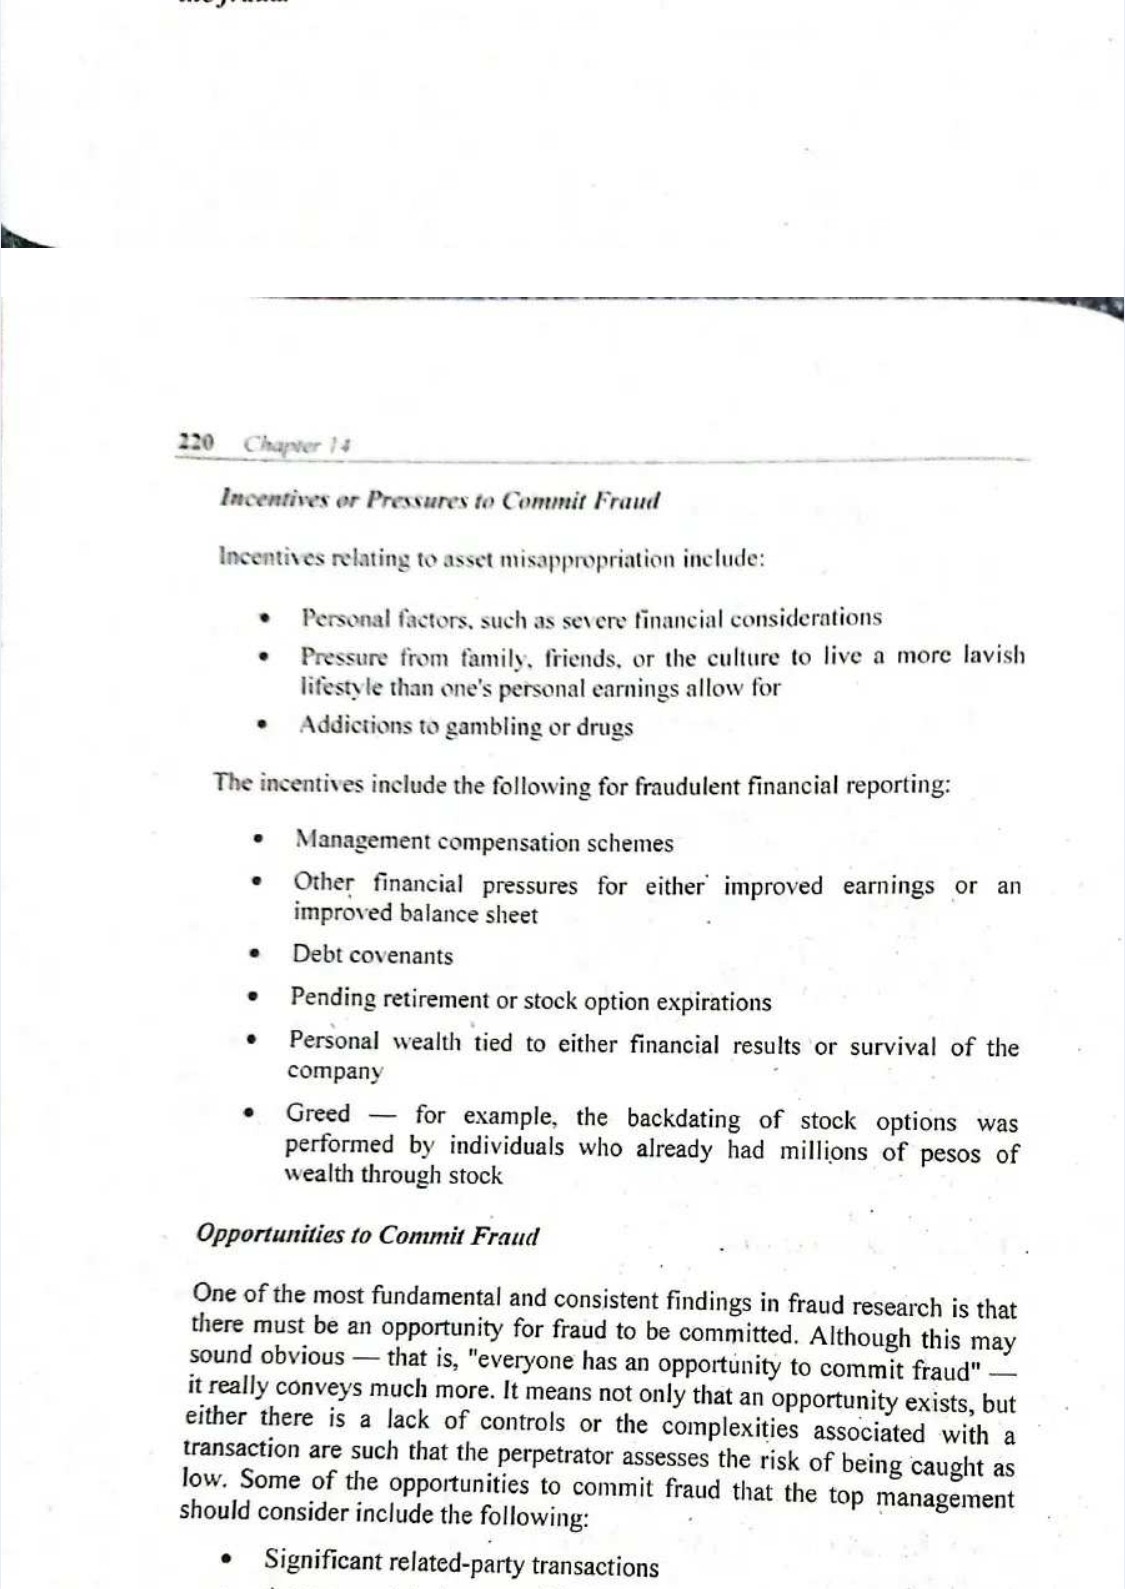 220 Chapter 14
Incentives or Pressures to Commit Fraud
Incentives relating to asset misappropriation include:
• Personal factors, such as severe financial considerations
• Pressure from family, friends, or the culture to live a more lavish
lifestyle than one's personal earnings allow for
• Addictions to gambling or drugs
The incentives include the following for fraudulent financial reporting:
• Management compensation schemes
• Other financial pressures for either improved earnings or an
improved balance sheet
• Debt covenants
• Pending retirement or stock option expirations
• Personal wealth tied to either financial results or survival of the
company
• Greed — for example, the backdating of stock options was
performed by individuals who already had millions of pesos of
wealth through stock
Opportunities to Commit Fraud
One of the most fundamental and consistent findings in fraud research is that
there must be an opportunity for fraud to be committed. Although this may
sound obvious — that is, "everyone has an opportunity to commit fraud" —
it really conveys much more. It means not only that an opportunity exists, but
either there is a lack of controls or the complexities associated with a
transaction are such that the perpetrator assesses the risk of being caught as
low. Some of the opportunities to commit fraud that the top management
should consider include the following:
• Significant related-party transactions